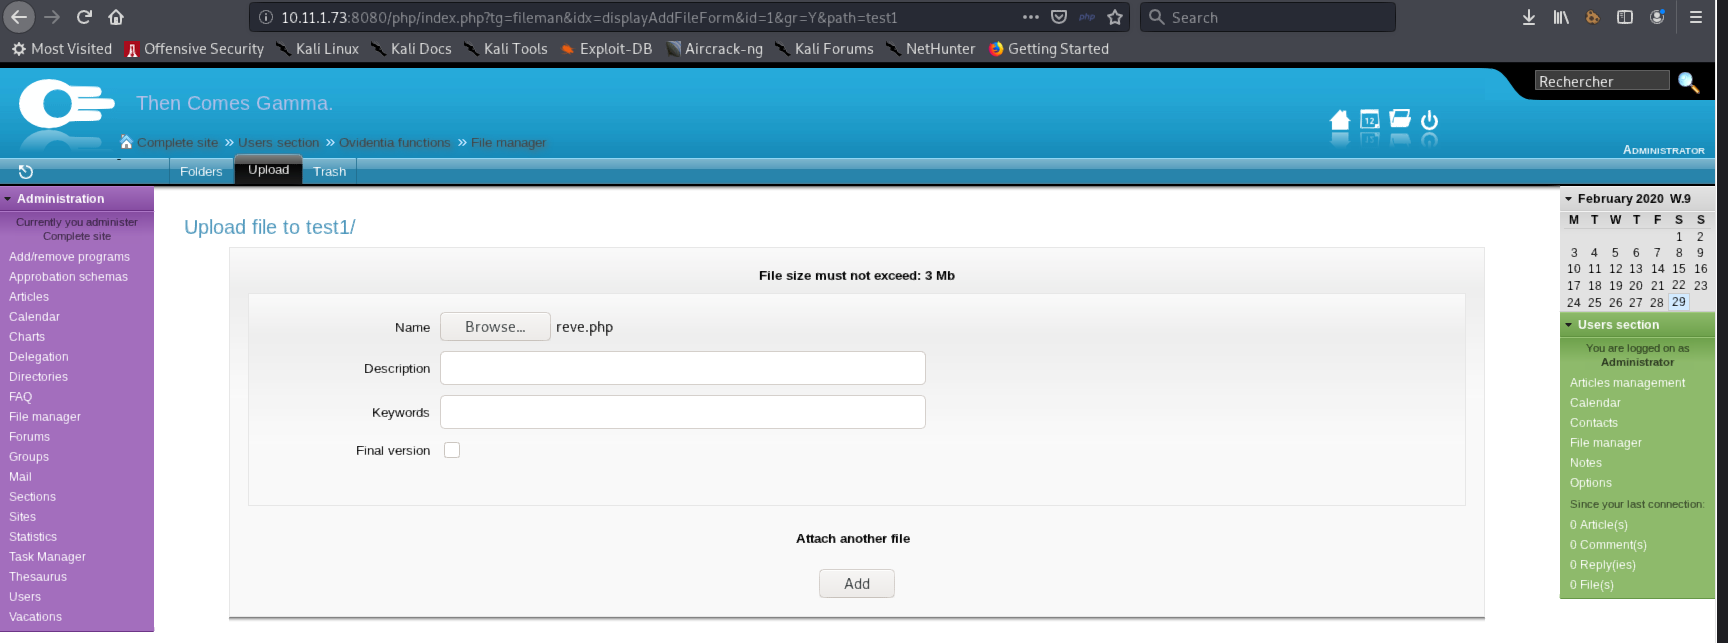 10.11.1.73:8080/php/index.php?tg=fileman&idx=displayAddFileForm&id=1&gr=Y&path=test1
php
Search
Most Visited
Offensive Security
Kali Linux
Kali Docs
Kali Tools
Exploit-DB
Aircrack-ng
Kali Forums
NetHunter
Getting Started
Rechercher
Then Comes Gamma.
12
Complete site » Users section » Ovidentia functions » File manager
ADMINISTRATOR
Folders
Upload
Trash
Administration
Currently you administer
Complete site
Add/remove programs
Approbation schemas
Articles
Calendar
Charts
Delegation
Directories
FAQ
File manager
Forums
Groups
Mail
Sections
Sites
Statistics
Task Manager
Thesaurus
Users
Vacations
Upload file to test1/
File size must not exceed: 3 Mb
Name
Browse...
reve.php
Description
Keywords
Final version
Attach another file
Add
February 2020 W.9
M T W T F S S
1 2
3 4 5 6 7 8 9
10 11 12 13 14 15 16
17 18 19 20 21 22 23
24 25 26 27 28 29
Users section
You are logged on as
Administrator
Articles management
Calendar
Contacts
File manager
Notes
Options
Since your last connection:
0 Article(s)
0 Comment(s)
0 Reply(ies)
0 File(s)